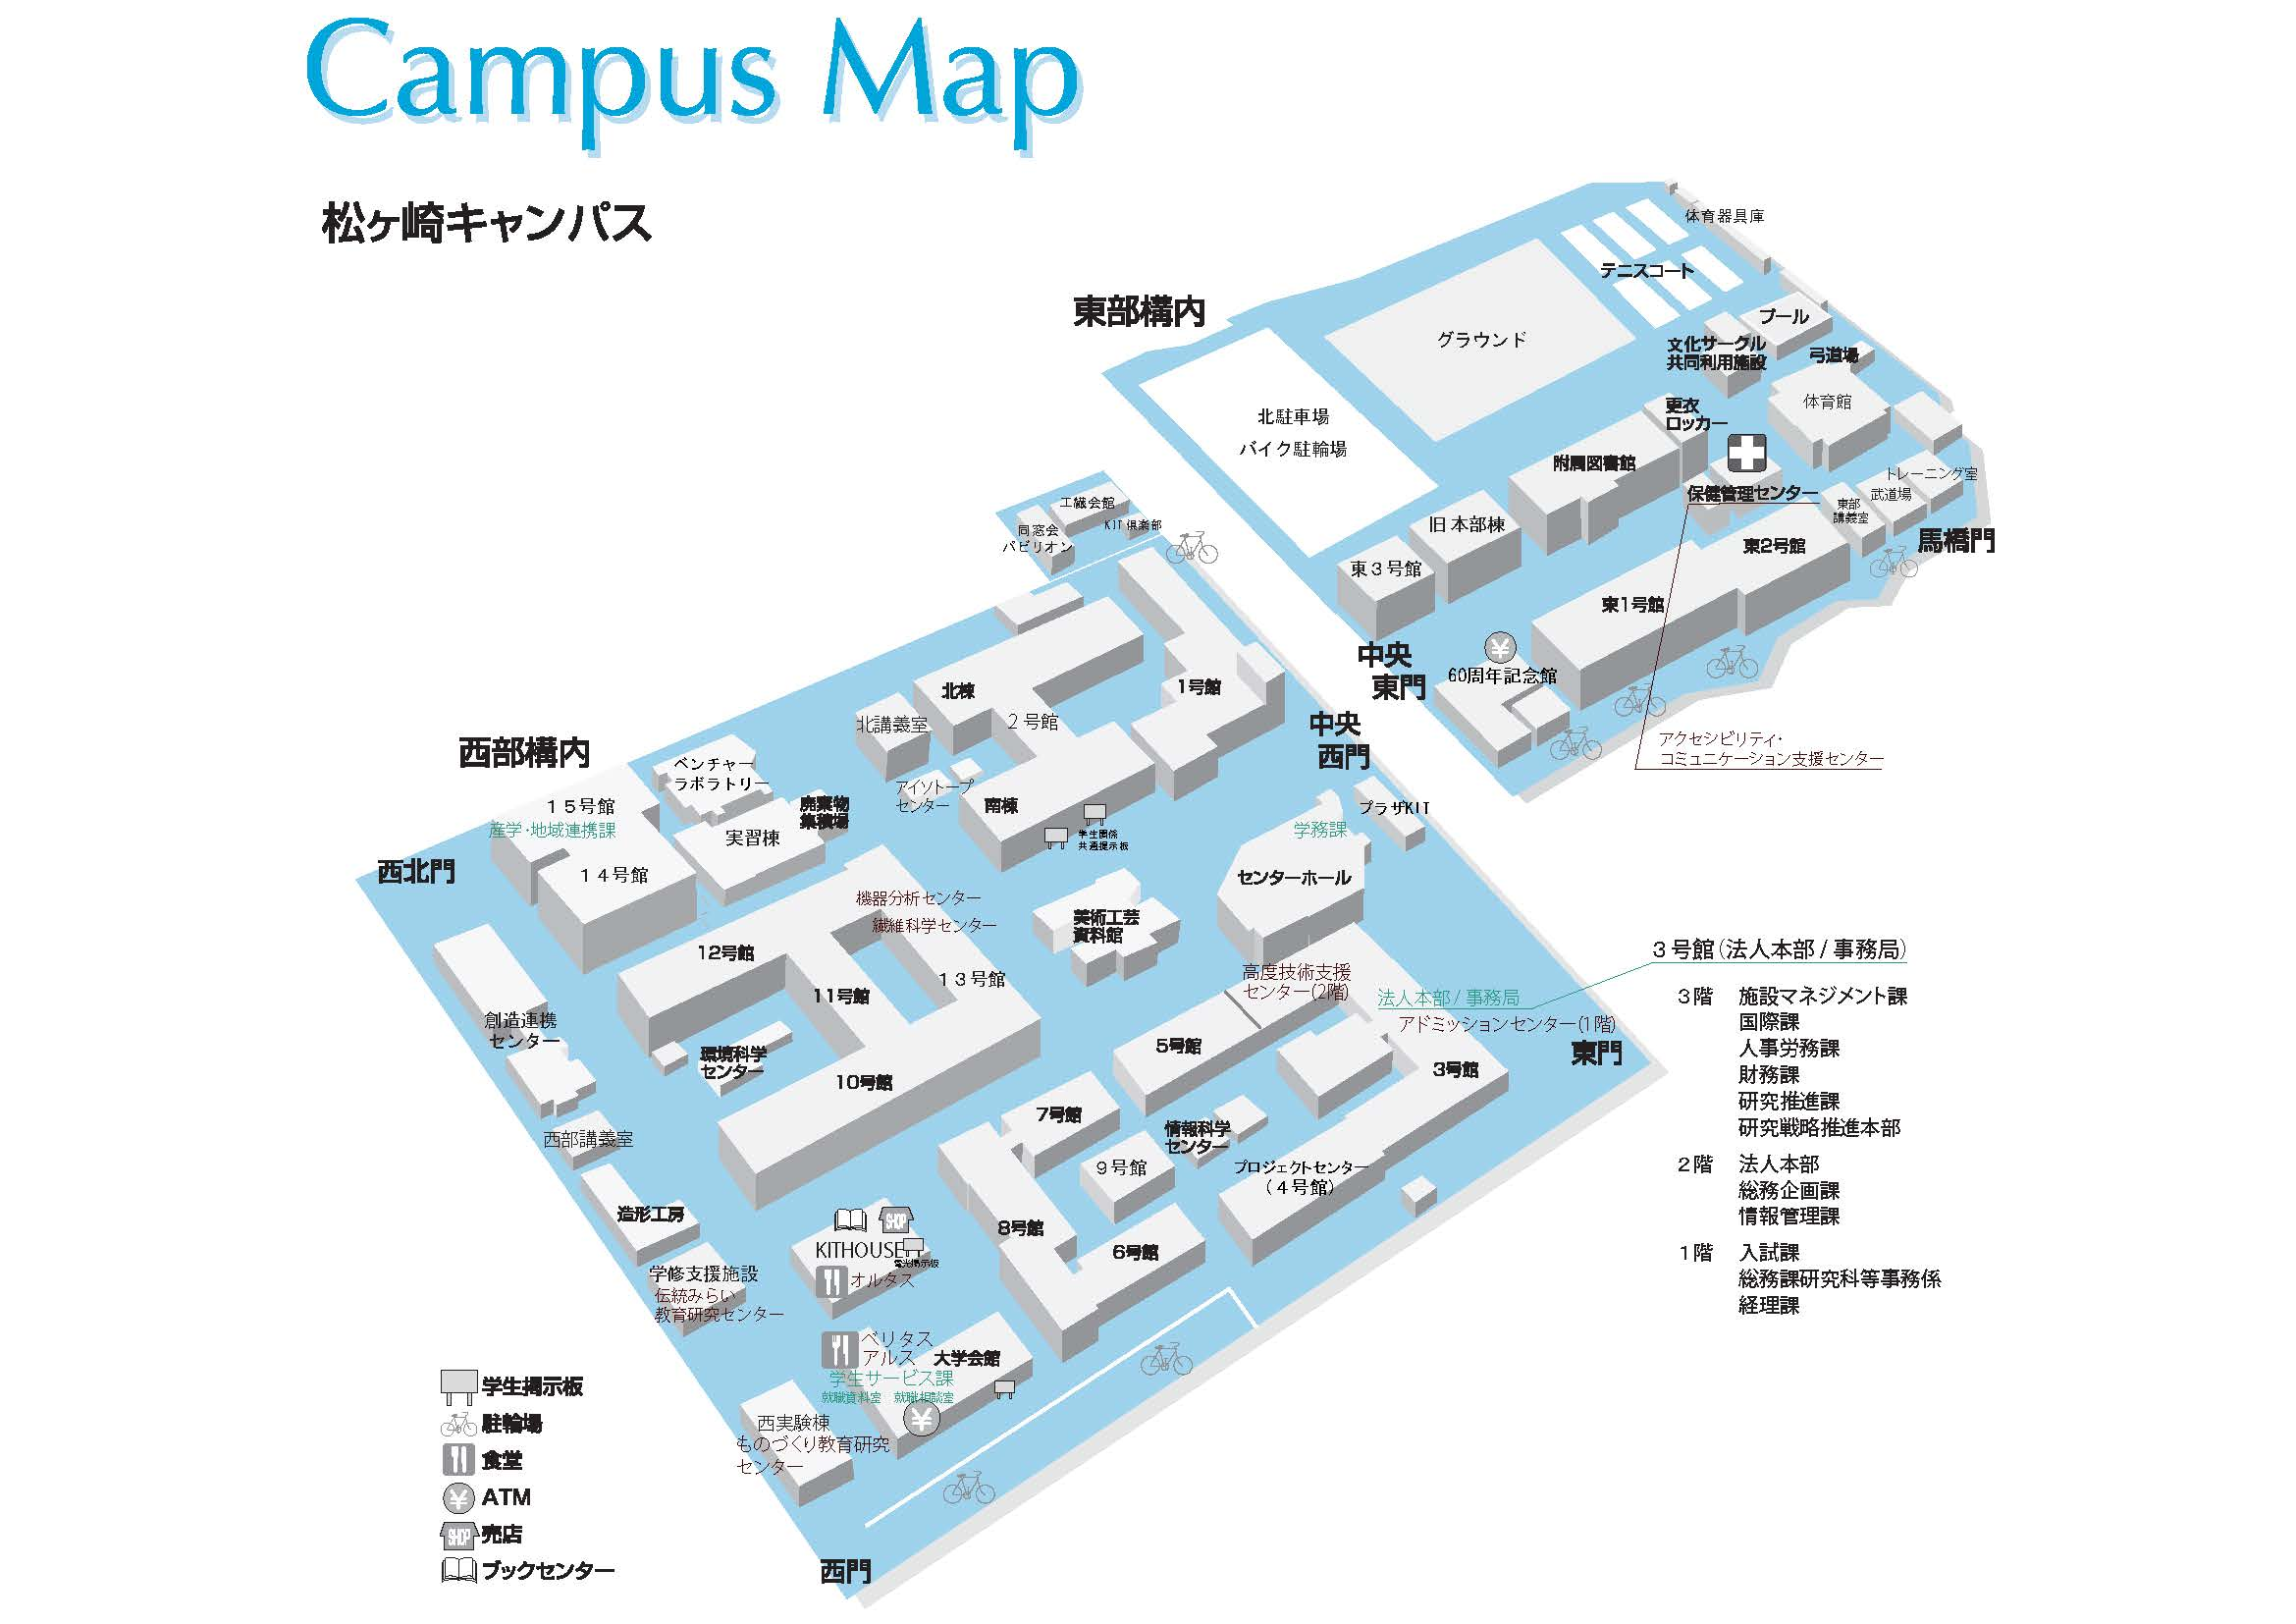 Campus Map
松ヶ崎キャンパス
体育器具庫
テニスコート
東部構内
グラウンド
プール
文化サークル
共同利用施設
弓道場
体育館
更衣
ロッカー
北駐車場
バイク駐輪場
附属図書館
保健管理センター
トレーニング室
武道場
東部
講義室
馬橋門
旧本部棟
東2号館
東3号館
東1号館
工繊会館
同窓会
パビリオン
KIT倶楽部
中央
東門
60周年記念館
アクセシビリティ・
コミュニケーション支援センター
中央
西門
プラザKIT
1号館
北棟
2号館
北講義室
アイソトープ
センター
南棟
学生関係
共通掲示板
西部構内
ベンチャー
ラボラトリー
廃棄物
集積場
実習棟
15号館
産学・地域連携課
14号館
西北門
学務課
センターホール
美術工芸
資料館
機器分析センター
繊維科学センター
13号館
12号館
11号館
10号館
環境科学
センター
創造連携
センター
西部講義室
造形工房
学修支援施設
伝統みらい
教育研究センター
高度技術支援
センター(2階)
法人本部/事務局
アドミッションセンター(1階)
東門
5号館
3号館
7号館
情報科学
センター
9号館
プロジェクトセンター
(4号館)
8号館
6号館
SHOP
KITHOUSE
電光掲示板
オルタス
ベリタス
アルス
大学会館
学生サービス課
就職資料室 就職相談室
西実験棟
ものづくり教育研究
センター
西門
3号館(法人本部/事務局)
3階 施設マネジメント課
国際課
人事労務課
財務課
研究推進課
研究戦略推進本部
2階 法人本部
総務企画課
情報管理課
1階 入試課
総務課研究科等事務係
経理課
学生掲示板
駐輪場
食堂
¥ ATM
SHOP 売店
ブックセンター